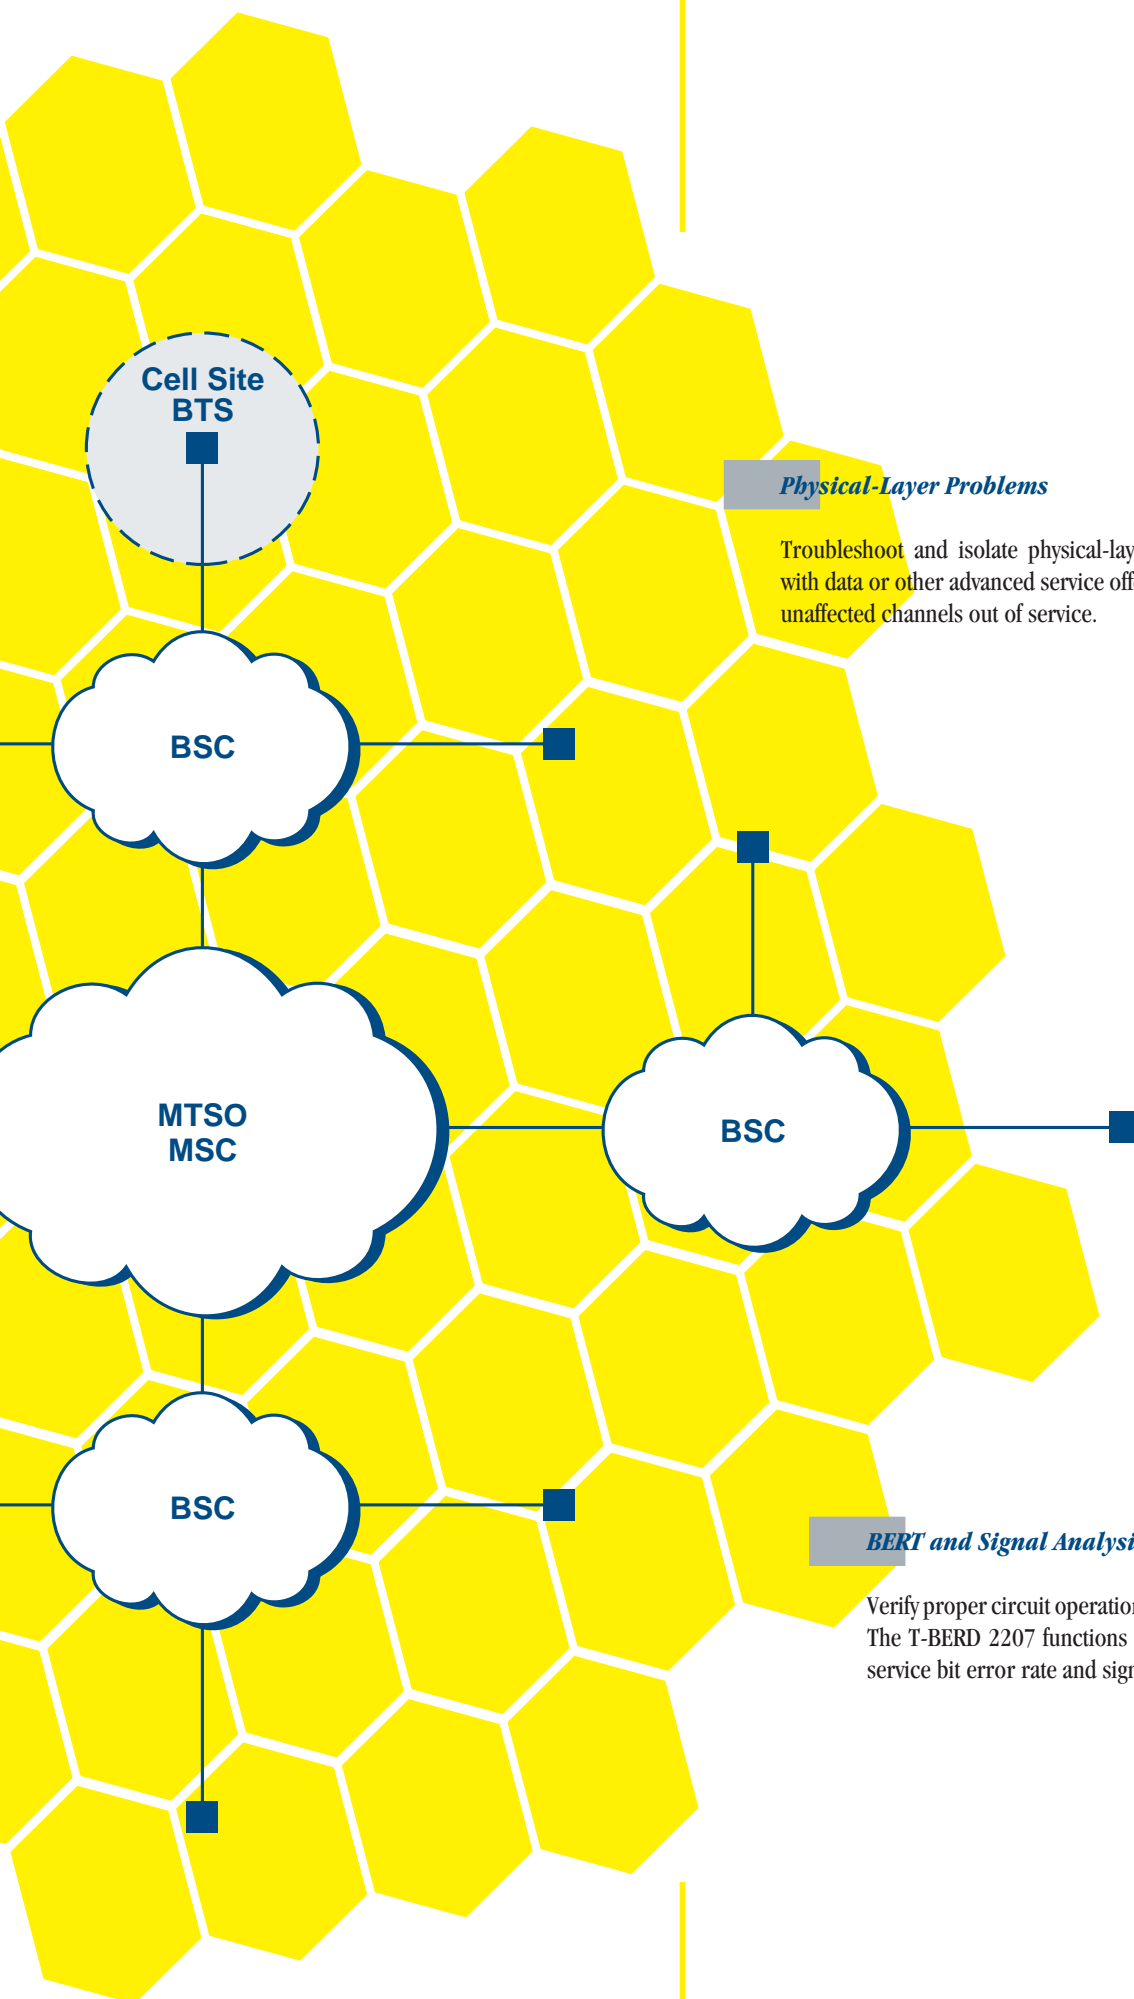 Cell Site
BTS
Physical-Layer Problems
Troubleshoot and isolate physical-lay
with data or other advanced service off
unaffected channels out of service.
BSC
MTSO
MSC
BSC
BSC
BERT and Signal Analysi
Verify proper circuit operation
The T-BERD 2207 functions
service bit error rate and sign